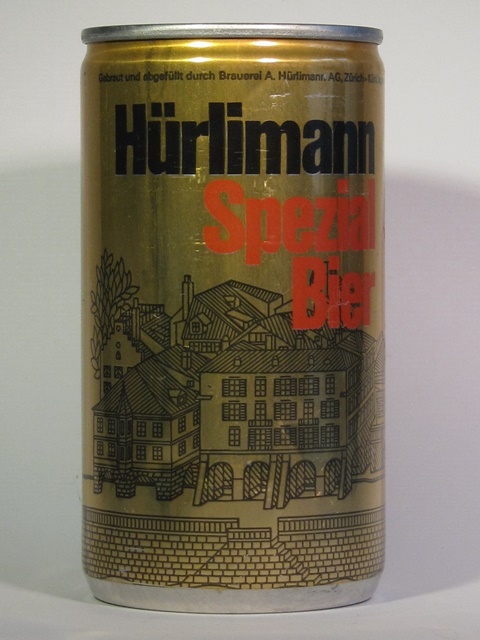 Gebraut und abgefüllt durch Brauerei A. Hürlimann, AG, Zürich
Hürlimann
Spezial
Bier